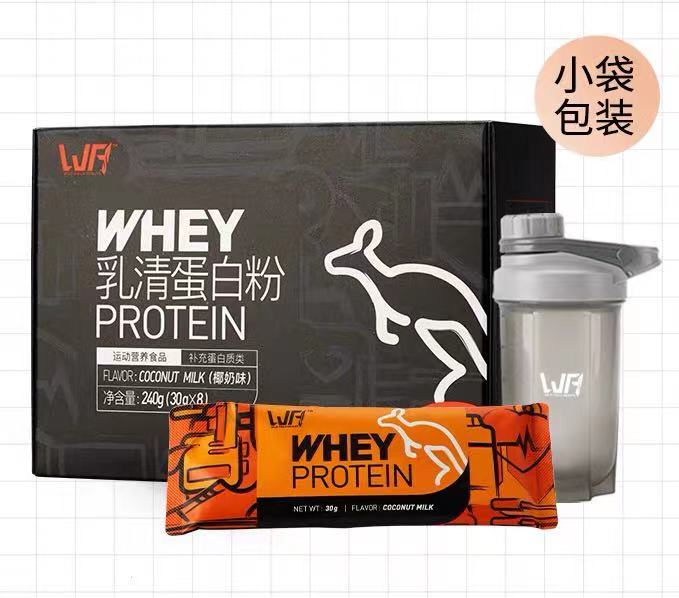 小袋
包装
WHEY
乳清蛋白粉
PROTEIN
运动营养食品 补充蛋白质类
FLAVOR: COCONUT MILK (椰奶味)
净含量: 240g (30g×8)
WHEY
PROTEIN
NET WT: 30g | FLAVOR: COCONUT MILK